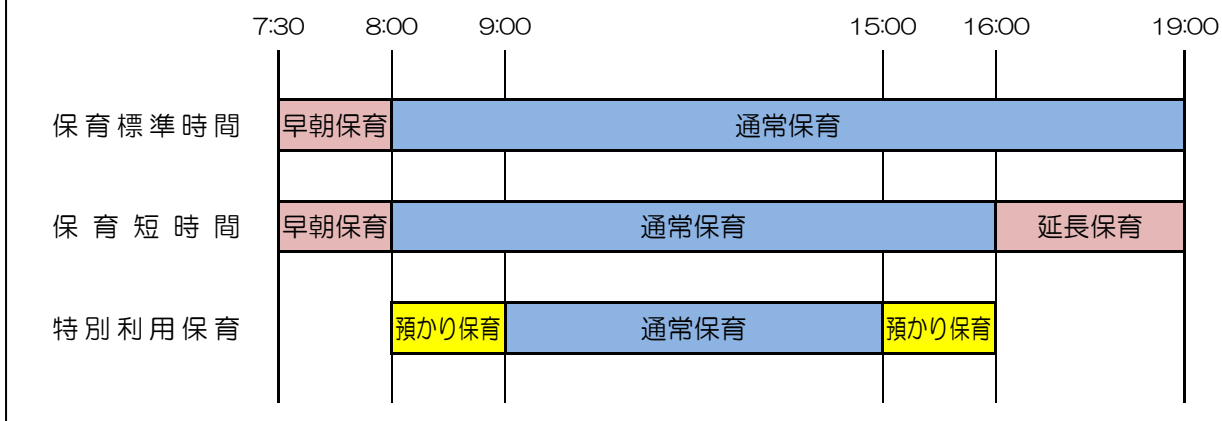 7:30 8:00 9:00 15:00 16:00 19:00
保育標準時間 早朝保育 通常保育
保育短時間 早朝保育 通常保育 延長保育
特別利用保育 預かり保育 通常保育 預かり保育